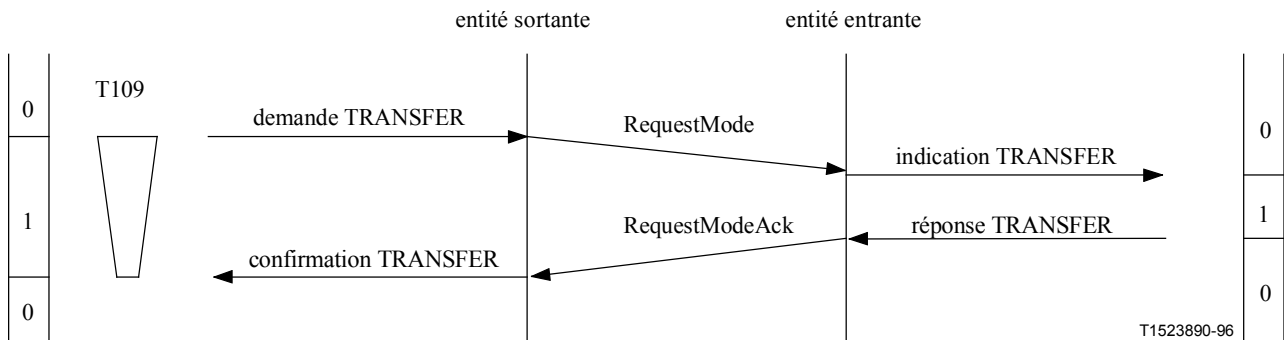 entité sortante
entité entrante
T109
0
demande TRANSFER
RequestMode
0
indication TRANSFER
1
RequestModeAck
réponse TRANSFER
1
confirmation TRANSFER
0
0
T1523890-96